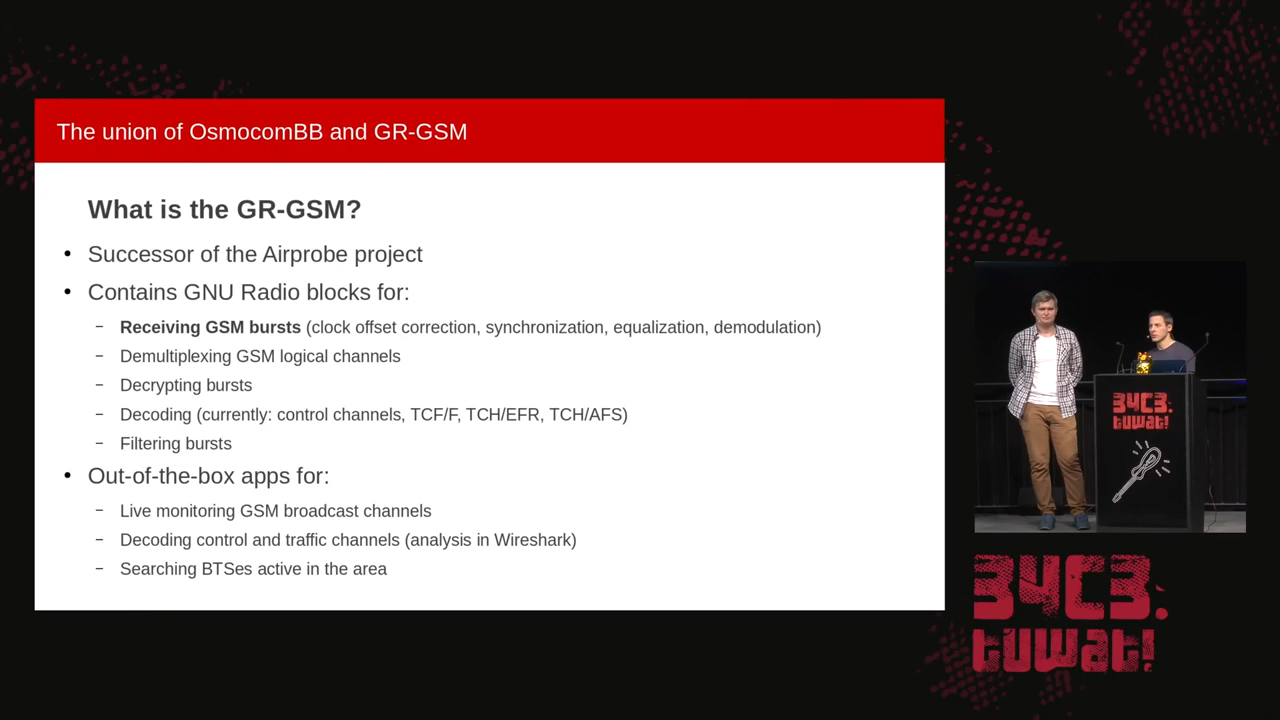 The union of OsmocomBB and GR-GSM
What is the GR-GSM?
• Successor of the Airprobe project
• Contains GNU Radio blocks for:
– Receiving GSM bursts (clock offset correction, synchronization, equalization, demodulation)
– Demultiplexing GSM logical channels
– Decrypting bursts
– Decoding (currently: control channels, TCF/F, TCH/EFR, TCH/AFS)
– Filtering bursts
• Out-of-the-box apps for:
– Live monitoring GSM broadcast channels
– Decoding control and traffic channels (analysis in Wireshark)
– Searching BTSes active in the area
34C3.
tuwat!
34C3.
tuwat!